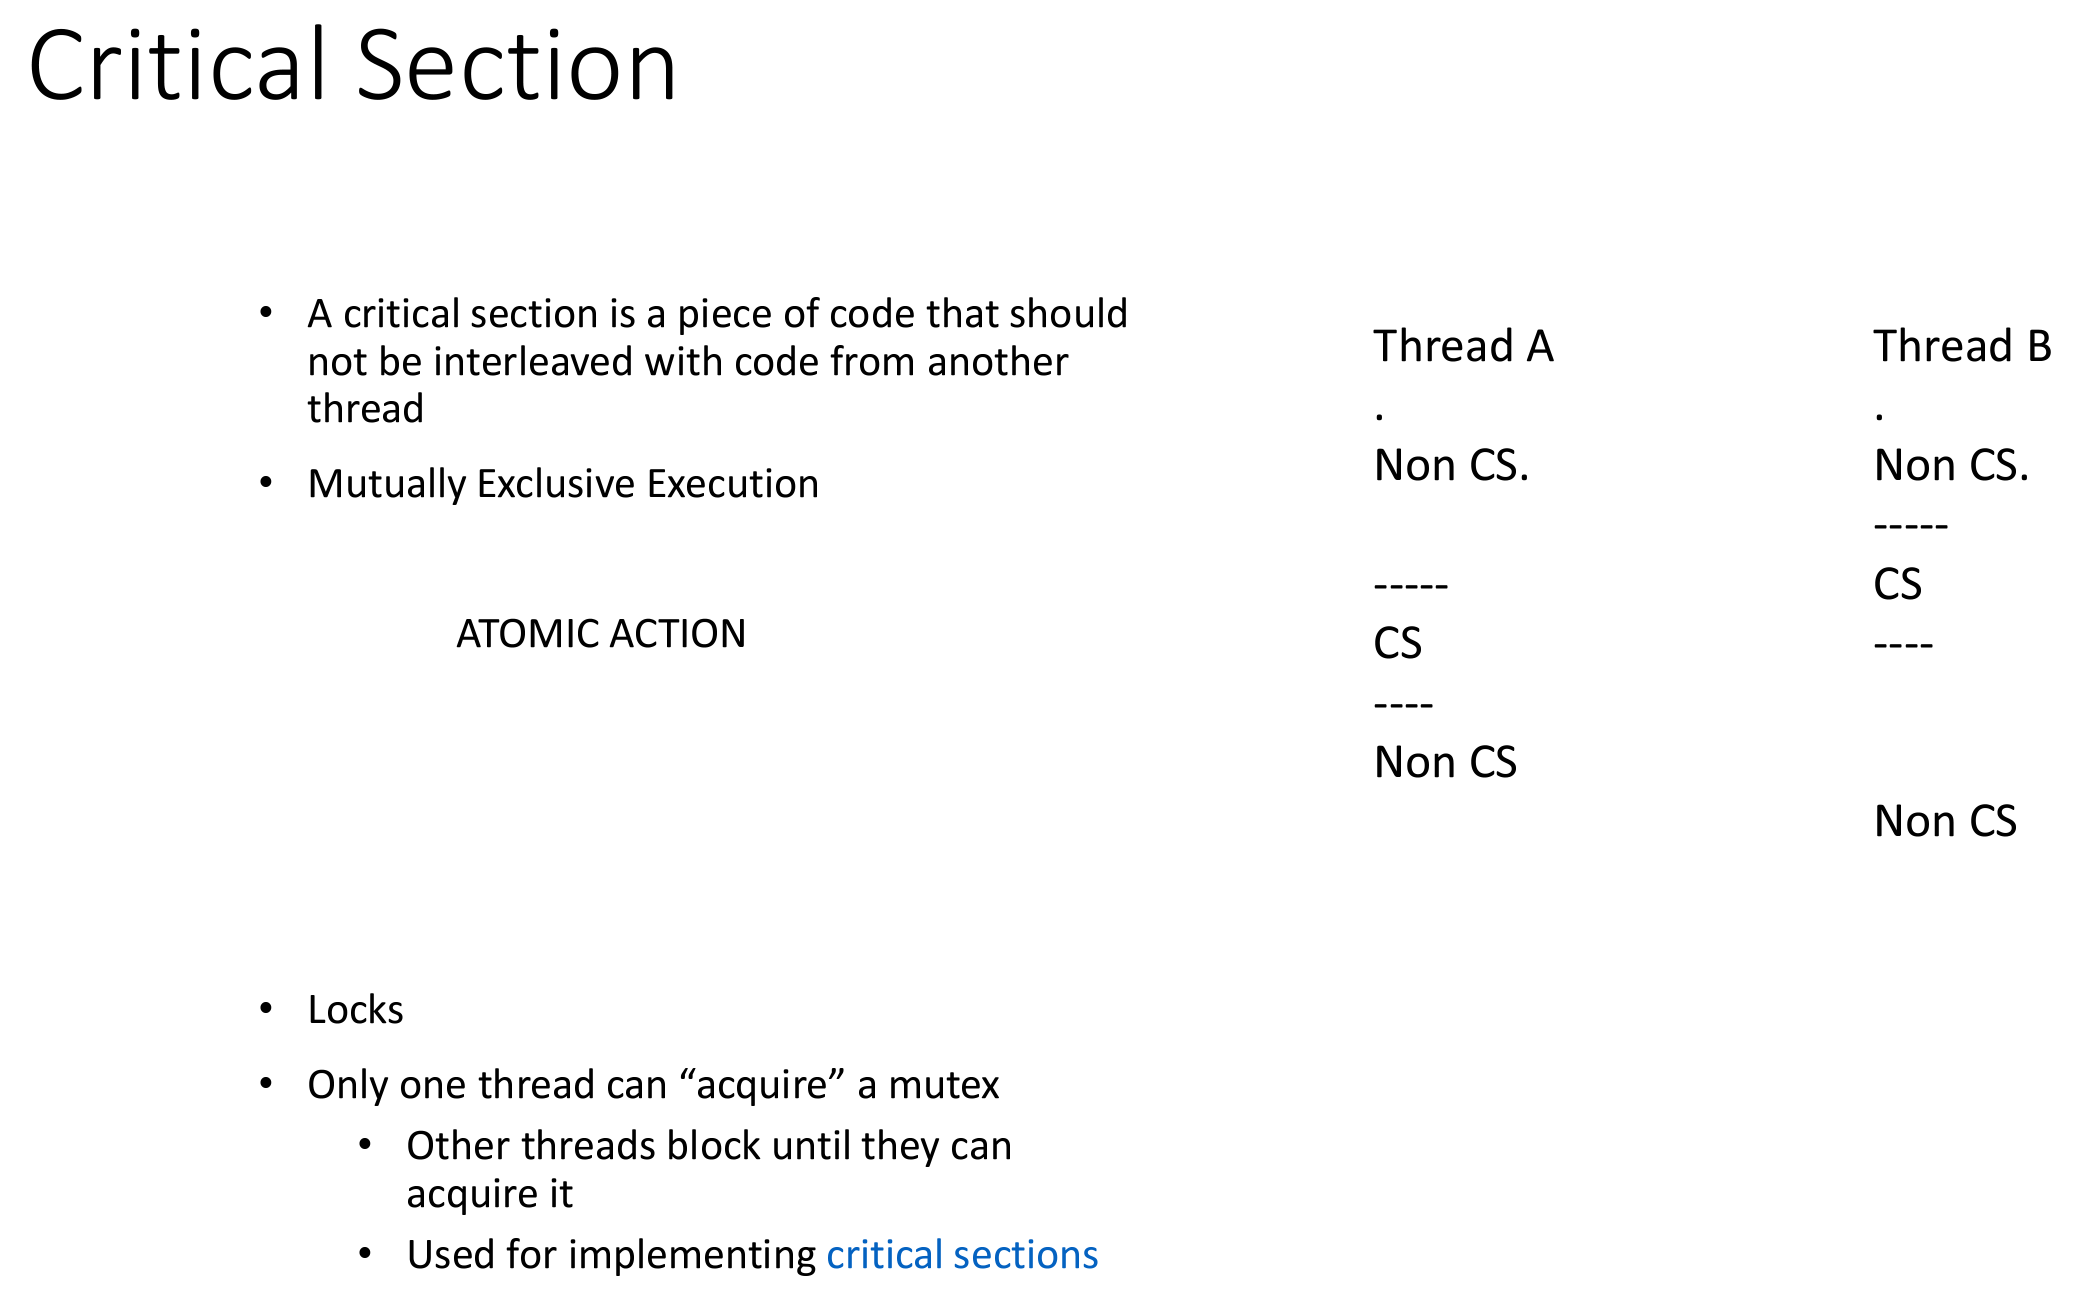 Critical Section
• A critical section is a piece of code that should
not be interleaved with code from another
thread
• Mutually Exclusive Execution
ATOMIC ACTION
• Locks
• Only one thread can “acquire” a mutex
• Other threads block until they can
acquire it
• Used for implementing critical sections
Thread A
.
Non CS.
-----
CS
----
Non CS
Thread B
.
Non CS.
-----
CS
----
Non CS